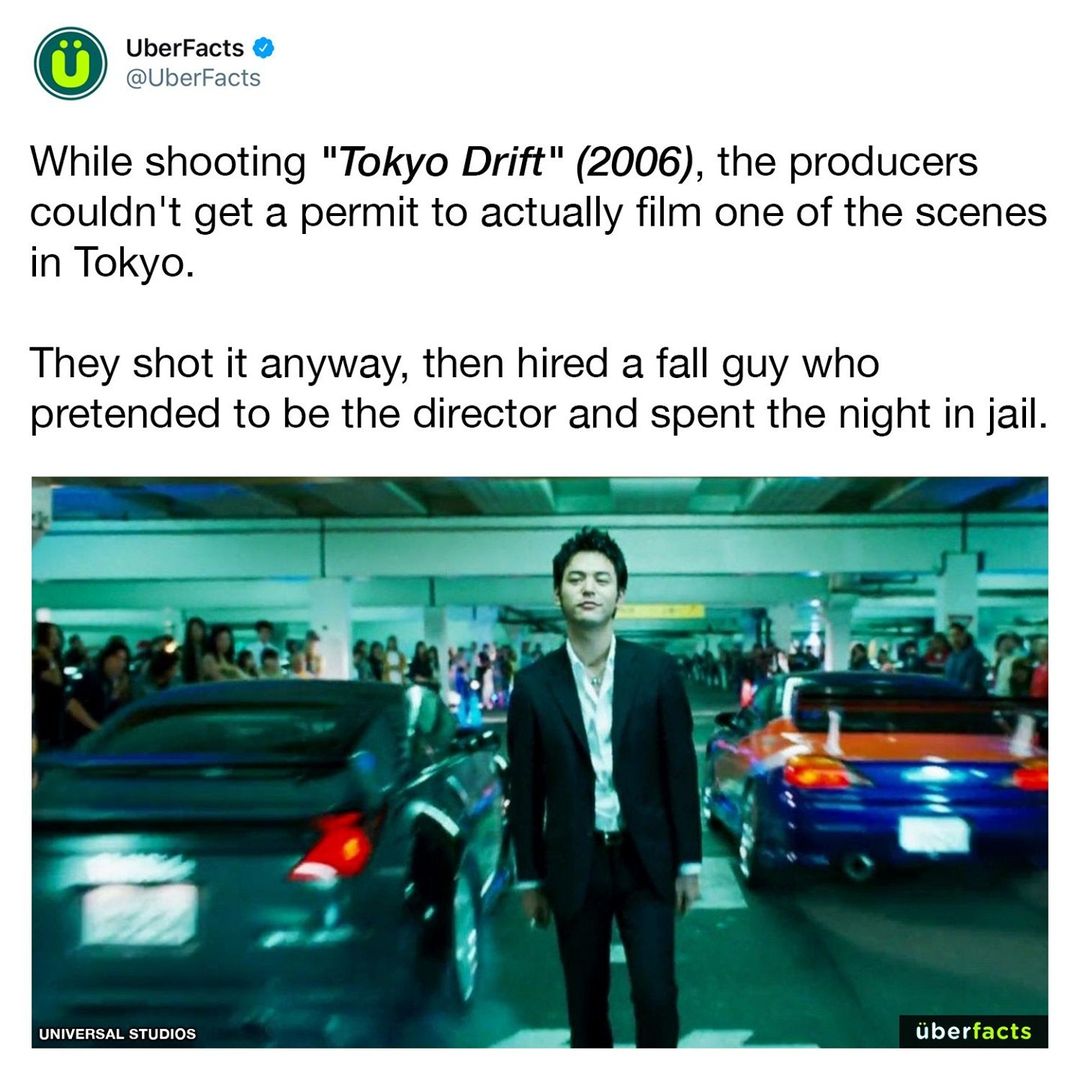 UberFacts
@UberFacts
While shooting "Tokyo Drift" (2006), the producers
couldn't get a permit to actually film one of the scenes
in Tokyo.
They shot it anyway, then hired a fall guy who
pretended to be the director and spent the night in jail.
UNIVERSAL STUDIOS
überfacts